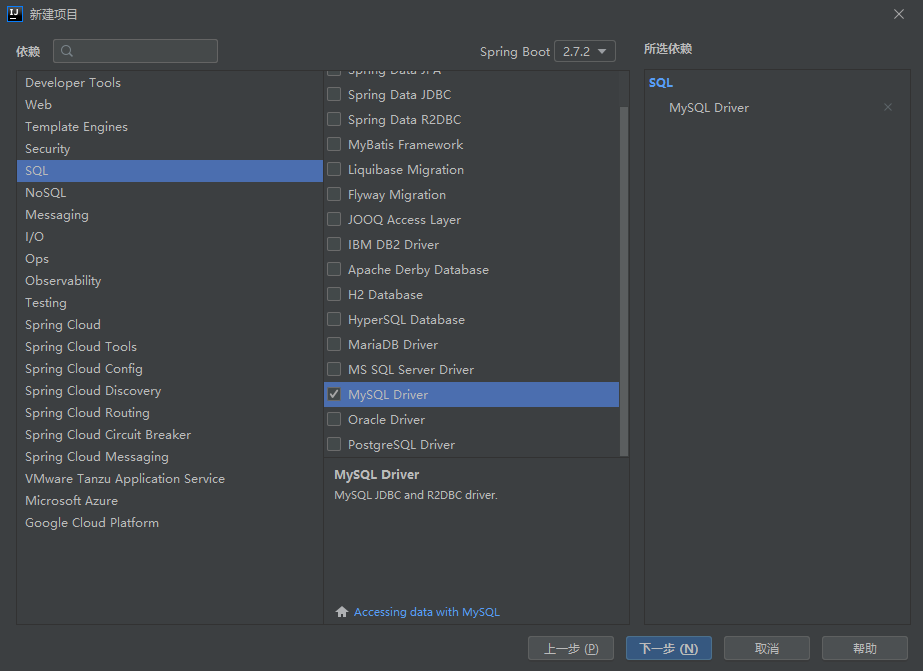 新建项目
依赖
Spring Boot 2.7.2
所选依赖
Developer Tools
Web
Template Engines
Security
SQL
NoSQL
Messaging
I/O
Ops
Observability
Testing
Spring Cloud
Spring Cloud Tools
Spring Cloud Config
Spring Cloud Discovery
Spring Cloud Routing
Spring Cloud Circuit Breaker
Spring Cloud Messaging
VMware Tanzu Application Service
Microsoft Azure
Google Cloud Platform
Spring Data JPA
Spring Data JDBC
Spring Data R2DBC
MyBatis Framework
Liquibase Migration
Flyway Migration
JOOQ Access Layer
IBM DB2 Driver
Apache Derby Database
H2 Database
HyperSQL Database
MariaDB Driver
MS SQL Server Driver
MySQL Driver
Oracle Driver
PostgreSQL Driver
MySQL Driver
MySQL JDBC and R2DBC driver.
Accessing data with MySQL
SQL
MySQL Driver
上一步 (P)
下一步 (N)
取消
帮助